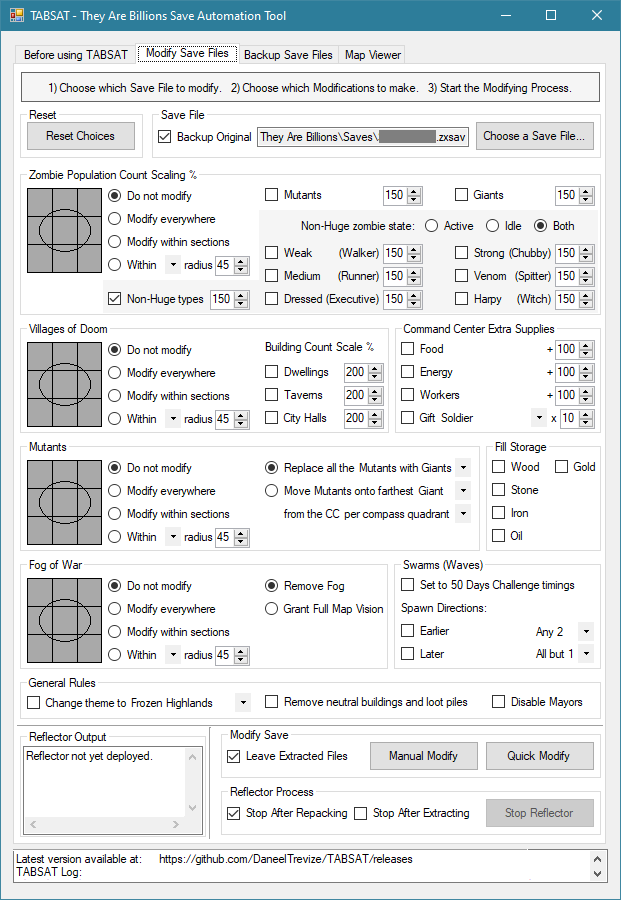 TABSAT - They Are Billions Save Automation Tool
Before using TABSAT Modify Save Files Backup Save Files Map Viewer
1) Choose which Save File to modify. 2) Choose which Modifications to make. 3) Start the Modifying Process.
Reset Save File
Reset Choices Backup Original They Are Billions\Saves\ .zxsav Choose a Save File...
Zombie Population Count Scaling %
Do not modify Mutants 150 Giants 150
Modify everywhere Non-Huge zombie state: Active Idle Both
Modify within sections Weak (Walker) 150 Strong (Chubby) 150
Within radius 45 Medium (Runner) 150 Venom (Spitter) 150
Non-Huge types 150 Dressed (Executive) 150 Harpy (Witch) 150
Villages of Doom Command Center Extra Supplies
Do not modify Building Count Scale % Food + 100
Modify everywhere Dwellings 200 Energy + 100
Modify within sections Taverns 200 Workers + 100
Within radius 45 City Halls 200 Gift Soldier x 10
Mutants Fill Storage
Do not modify Replace all the Mutants with Giants Wood Gold
Modify everywhere Move Mutants onto farthest Giant Stone
Modify within sections from the CC per compass quadrant Iron
Within radius 45 Oil
Fog of War Swarms (Waves)
Do not modify Remove Fog Set to 50 Days Challenge timings
Modify everywhere Grant Full Map Vision Spawn Directions:
Modify within sections Earlier Any 2
Within radius 45 Later All but 1
General Rules
Change theme to Frozen Highlands Remove neutral buildings and loot piles Disable Mayors
Reflector Output Modify Save
Reflector not yet deployed. Leave Extracted Files Manual Modify Quick Modify
Reflector Process
Stop After Repacking Stop After Extracting Stop Reflector
Latest version available at: https://github.com/DaneelTrevize/TABSAT/releases
TABSAT Log: